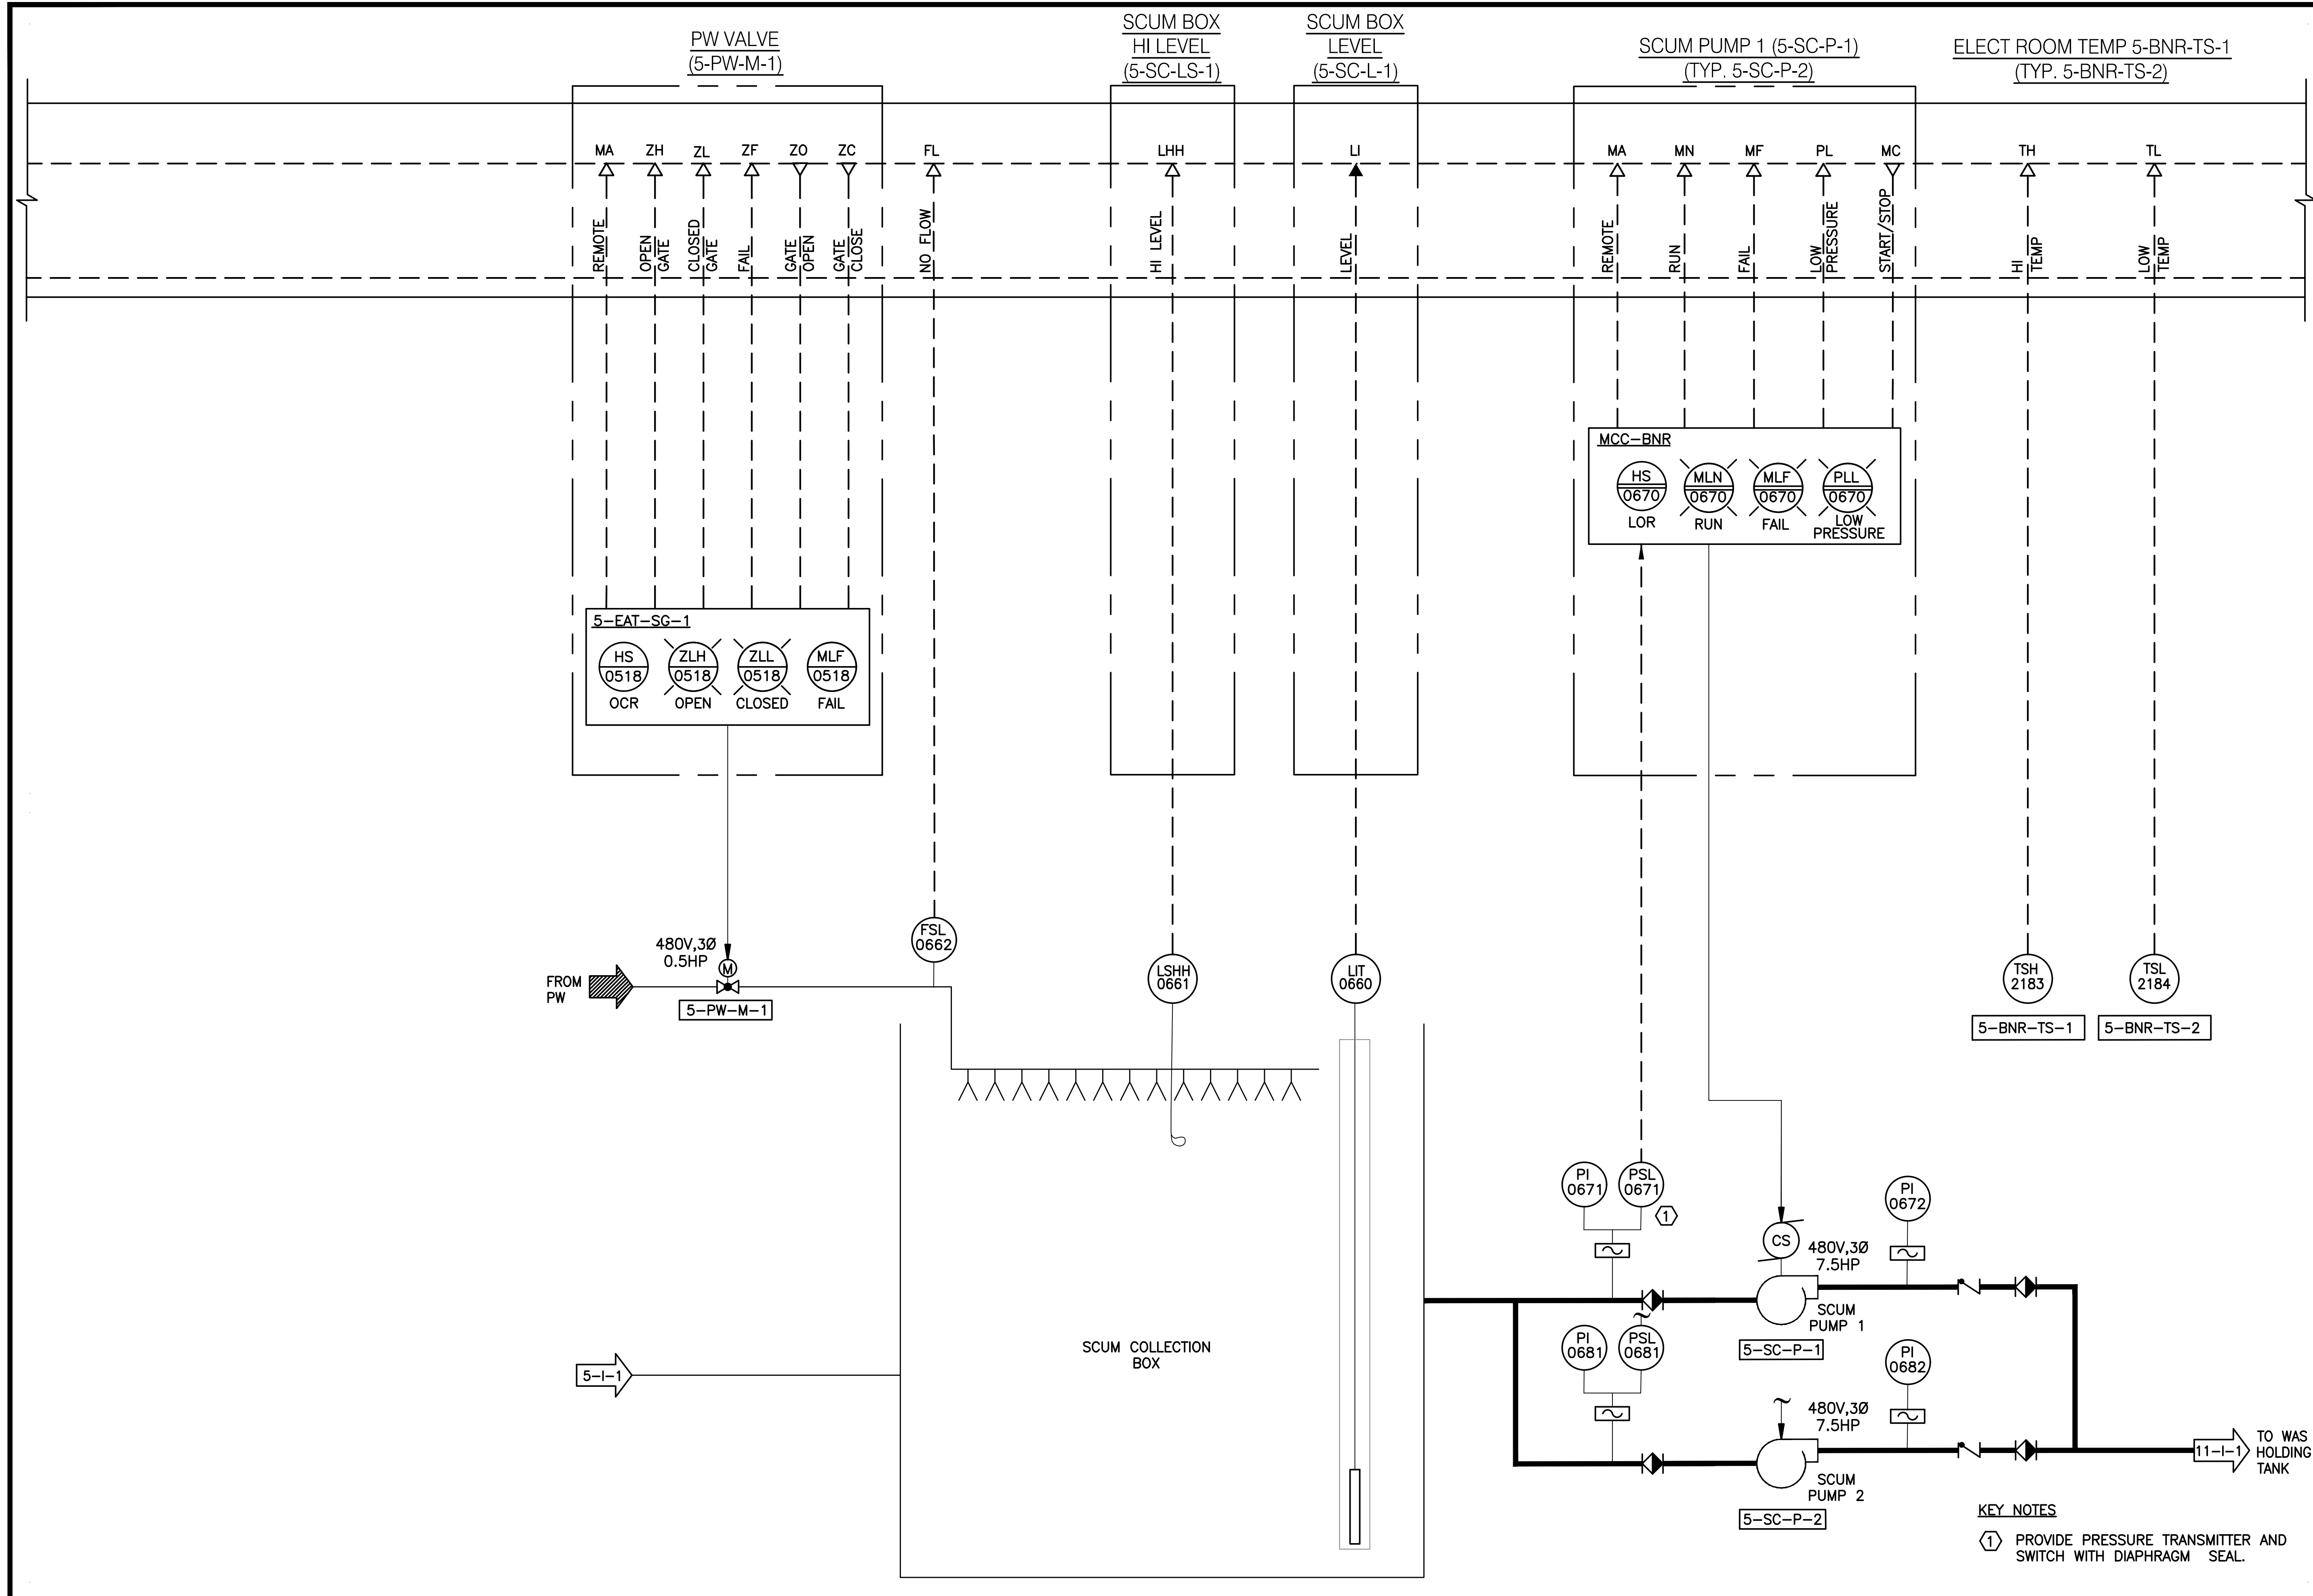 PW VALVE
(5-PW-M-1)
SCUM BOX
HI LEVEL
(5-SC-LS-1)
SCUM BOX
LEVEL
(5-SC-L-1)
SCUM PUMP 1 (5-SC-P-1)
(TYP. 5-SC-P-2)
ELECT ROOM TEMP 5-BNR-TS-1
(TYP. 5-BNR-TS-2)
MA ZH ZL ZF ZO ZC FL LHH LI MA MN MF PL MC TH TL
REMOTE
OPEN
GATE
CLOSED
GATE
FAIL
GATE
OPEN
GATE
CLOSE
NO FLOW
HI LEVEL
LEVEL
REMOTE
RUN
FAIL
LOW
PRESSURE
START/STOP
HI
TEMP
LOW
TEMP
MCC-BNR
HS
0670
LOR
MLN
0670
RUN
MLF
0670
FAIL
PLL
0670
LOW
PRESSURE
5-EAT-SG-1
HS
0518
OCR
ZLH
0518
OPEN
ZLL
0518
CLOSED
MLF
0518
FAIL
480V,3Ø
0.5HP
M
FROM
PW
5-PW-M-1
FSL
0662
LSHH
0661
LIT
0660
TSH
2183
5-BNR-TS-1
TSL
2184
5-BNR-TS-2
PI
0671
PSL
0671
1
CS
480V,3Ø
7.5HP
PI
0672
SCUM
PUMP 1
5-SC-P-1
PI
0681
PSL
0681
PI
0682
480V,3Ø
7.5HP
SCUM
PUMP 2
5-SC-P-2
5-I-1
SCUM COLLECTION
BOX
11-I-1
TO WAS
HOLDING
TANK
KEY NOTES
1 PROVIDE PRESSURE TRANSMITTER AND
SWITCH WITH DIAPHRAGM SEAL.